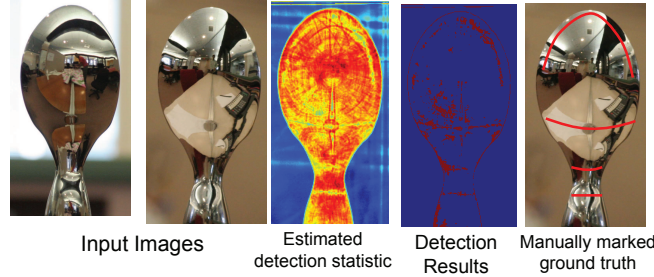 Input Images
Estimated
detection statistic
Detection
Results
Manually marked
ground truth